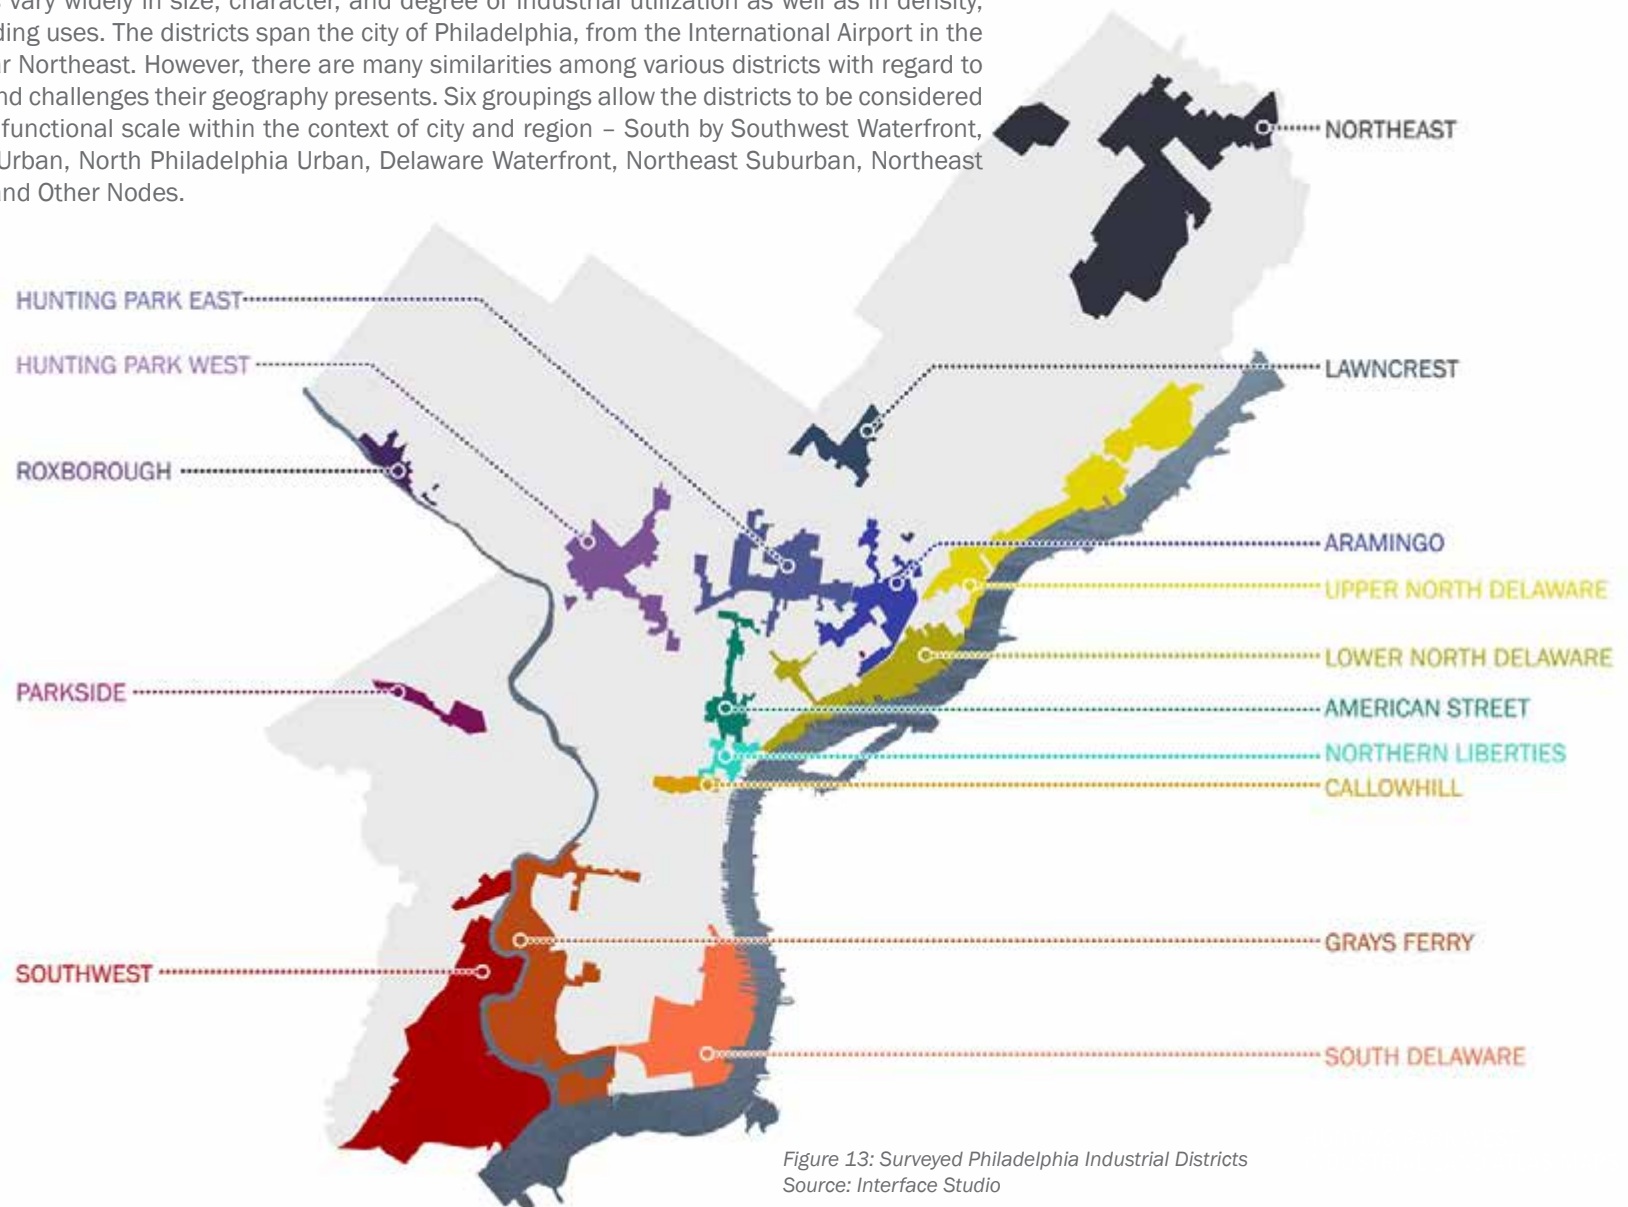 vary widely in size, character, and degree of industrial utilization as well as in density,
ding uses. The districts span the city of Philadelphia, from the International Airport in the
r Northeast. However, there are many similarities among various districts with regard to
nd challenges their geography presents. Six groupings allow the districts to be considered
functional scale within the context of city and region – South by Southwest Waterfront,
Urban, North Philadelphia Urban, Delaware Waterfront, Northeast Suburban, Northeast
nd Other Nodes.
NORTHEAST
HUNTING PARK EAST
HUNTING PARK WEST
LAWNCREST
ROXBOROUGH
ARAMINGO
UPPER NORTH DELAWARE
LOWER NORTH DELAWARE
PARKSIDE
AMERICAN STREET
NORTHERN LIBERTIES
CALLOWHILL
GRAYS FERRY
SOUTHWEST
SOUTH DELAWARE
Figure 13: Surveyed Philadelphia Industrial Districts
Source: Interface Studio